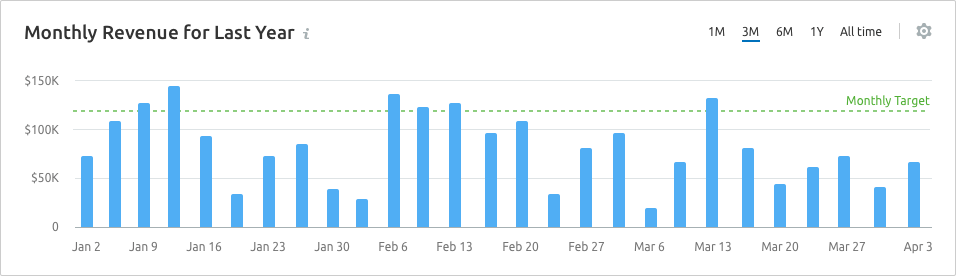 Monthly Revenue for Last Year i
1M 3M 6M 1Y All time
$150K
Monthly Target
$100K
$50K
0
Jan 2 Jan 9 Jan 16 Jan 23 Jan 30 Feb 6 Feb 13 Feb 20 Feb 27 Mar 6 Mar 13 Mar 20 Mar 27 Apr 3